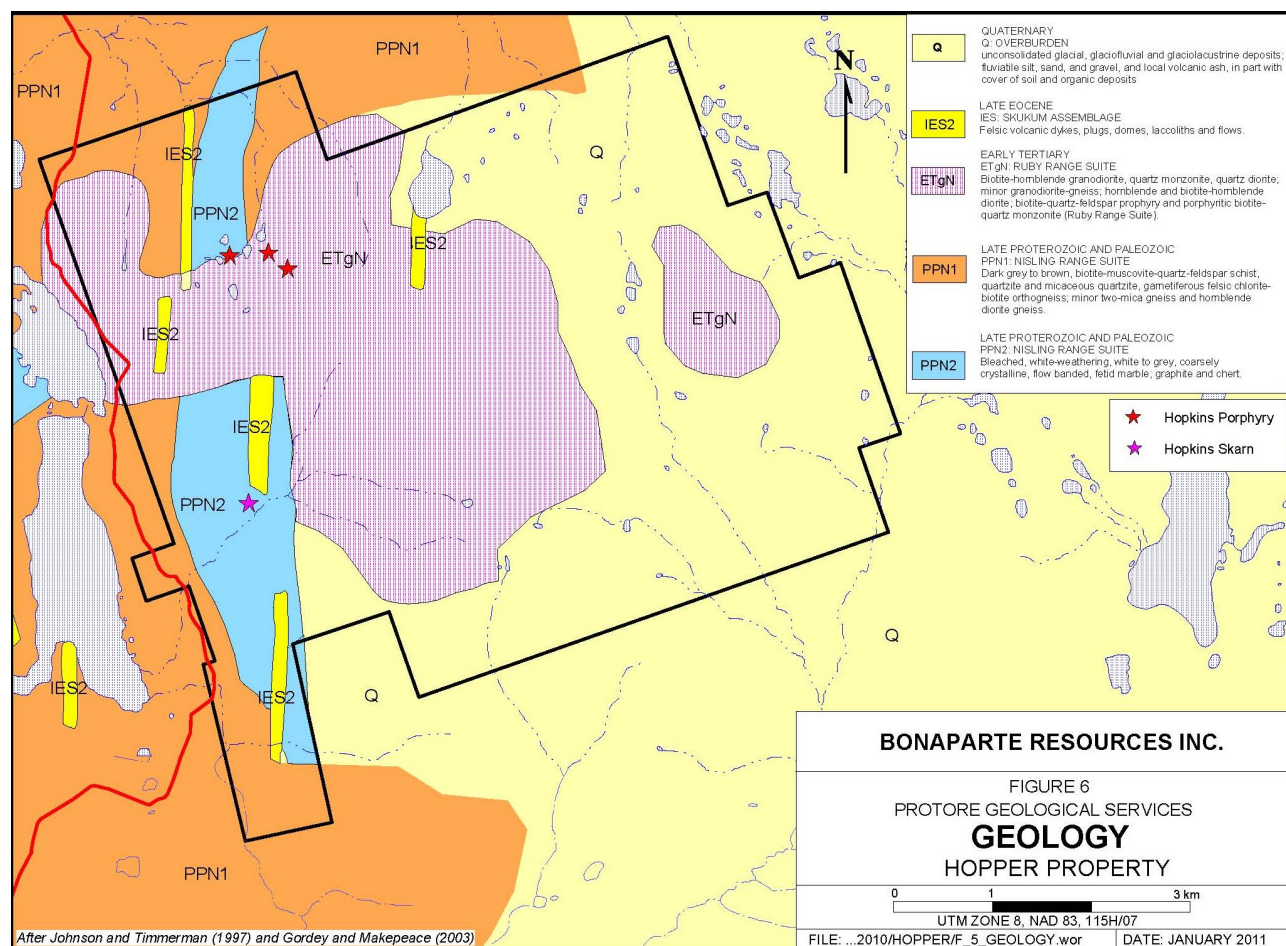 PPN1
PPN1
IES2
PPN2
Q
IES2
ETgN
ETgN
IES2
IES2
PPN2
IES2
IES2
Q
Q
PPN1
N
Q
QUATERNARY
Q: OVERBURDEN
unconsolidated glacial, glaciofluvial and glaciolacustrine deposits;
fluviatile silt, sand, and gravel, and local volcanic ash, in part with
cover of soil and organic deposits
IES2
LATE EOCENE
IES: SKUKUM ASSEMBLAGE
Felsic volcanic dykes, plugs, domes, laccoliths and flows.
ETgN
EARLY TERTIARY
ETgN: RUBY RANGE SUITE
Biotite-hornblende granodiorite, quartz monzonite, quartz diorite;
minor granodiorite-gneiss; hornblende and biotite-hornblende
diorite; biotite-quartz-feldspar prophyry and porphyritic biotite-
quartz monzonite (Ruby Range Suite).
PPN1
LATE PROTEROZOIC AND PALEOZOIC
PPN1: NISLING RANGE SUITE
Dark grey to brown, biotite-muscovite-quartz-feldspar schist,
quartzite and micaceous quartzite, garnetiferous felsic chlorite-
biotite orthogneiss; minor two-mica gneiss and hornblende
diorite gneiss.
PPN2
LATE PROTEROZOIC AND PALEOZOIC
PPN2: NISLING RANGE SUITE
Bleached, white-weathering, white to grey, coarsely
crystalline, flow banded, fetid marble; graphite and chert.
Hopkins Porphyry
Hopkins Skarn
BONAPARTE RESOURCES INC.
FIGURE 6
PROTORE GEOLOGICAL SERVICES
GEOLOGY
HOPPER PROPERTY
0 1 3 km
UTM ZONE 8, NAD 83, 115H/07
FILE: ...2010/HOPPER/F_5_GEOLOGY.wor DATE: JANUARY 2011
After Johnson and Timmerman (1997) and Gordey and Makepeace (2003)